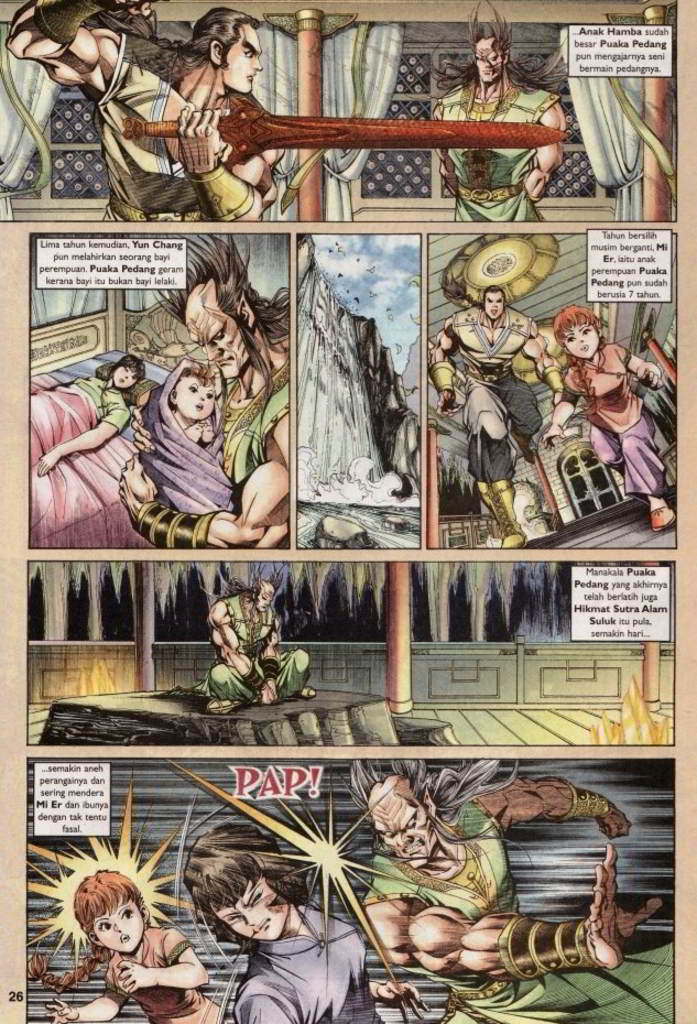 ...Anak Hamba sudah
besar Puaka Pedang
pun mengajarnya seni
bermain pedangnya.
Lima tahun kemudian, Yun Chang
pun melahirkan seorang bayi
perempuan. Puaka Pedang geram
kerana bayi itu bukan bayi lelaki.
Tahun bersilih
musim berganti, Mi
Er, iaitu anak
perempuan Puaka
Pedang pun sudah
berusia 7 tahun.
Manakala Puaka
Pedang yang akhirnya
telah berlatih juga
Hikmat Sutra Alam
Suluk itu pula,
semakin hari...
...semakin aneh
perangainya dan
sering mendera
Mi Er dan ibunya
dengan tak tentu
fasal.
PAP!
26